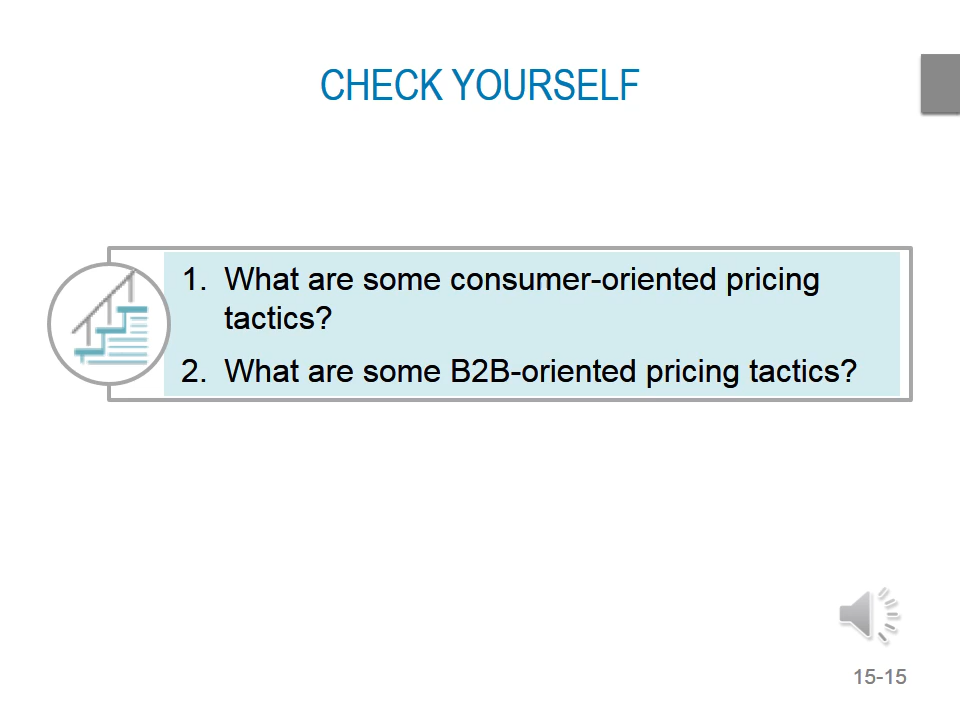 CHECK YOURSELF
1. What are some consumer-oriented pricing
tactics?
2. What are some B2B-oriented pricing tactics?
15-15